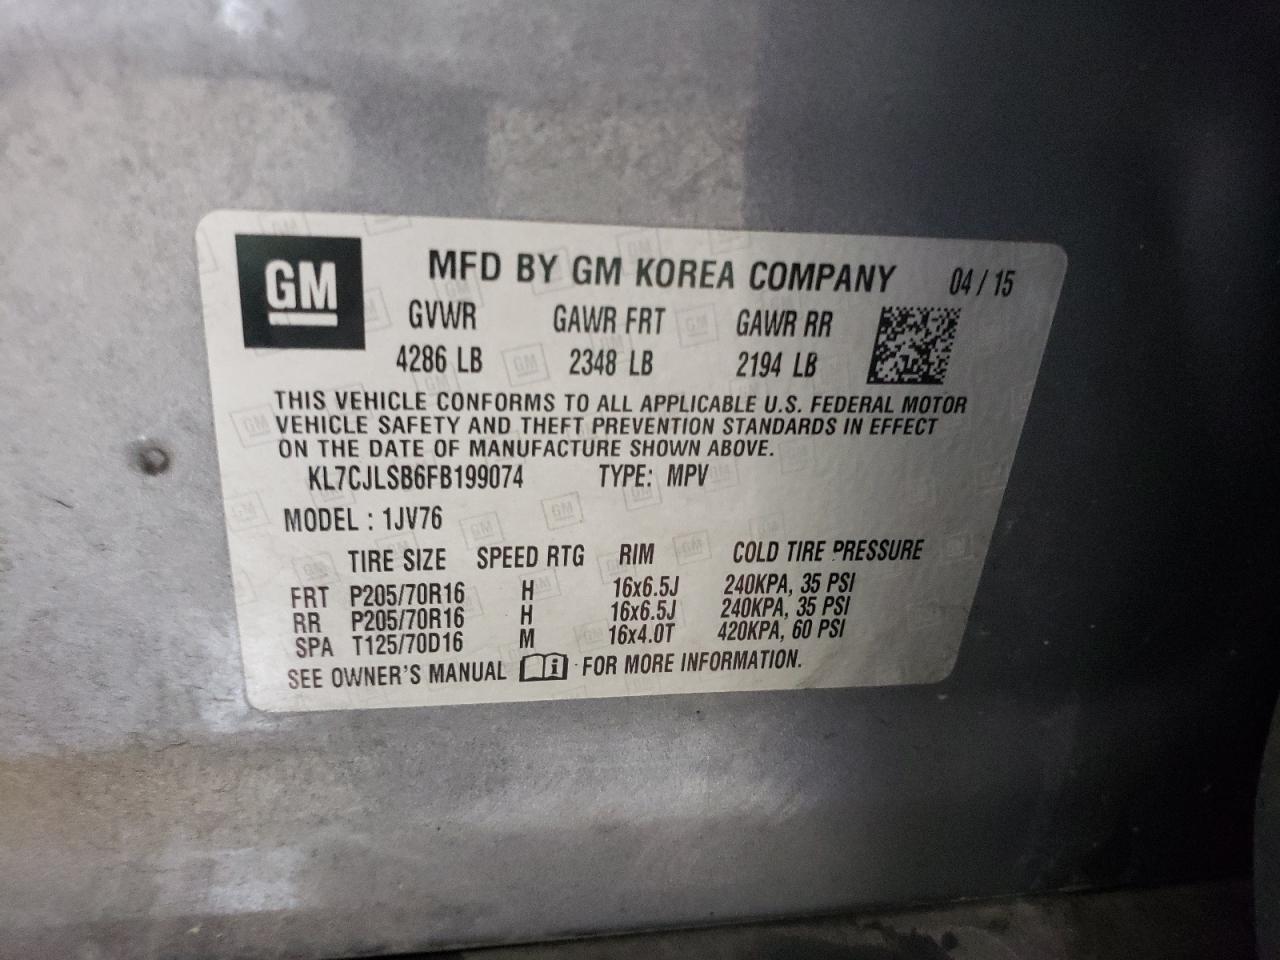 GM
MFD BY GM KOREA COMPANY 04 / 15
GVWR GAWR FRT GAWR RR
4286 LB 2348 LB 2194 LB
THIS VEHICLE CONFORMS TO ALL APPLICABLE U.S. FEDERAL MOTOR
VEHICLE SAFETY AND THEFT PREVENTION STANDARDS IN EFFECT
ON THE DATE OF MANUFACTURE SHOWN ABOVE.
KL7CJLSB6FB199074 TYPE: MPV
MODEL : 1JV76
TIRE SIZE SPEED RTG RIM COLD TIRE PRESSURE
FRT P205/70R16 H 16x6.5J 240KPA, 35 PSI
RR P205/70R16 H 16x6.5J 240KPA, 35 PSI
SPA T125/70D16 M 16x4.0T 420KPA, 60 PSI
SEE OWNER'S MANUAL i FOR MORE INFORMATION.